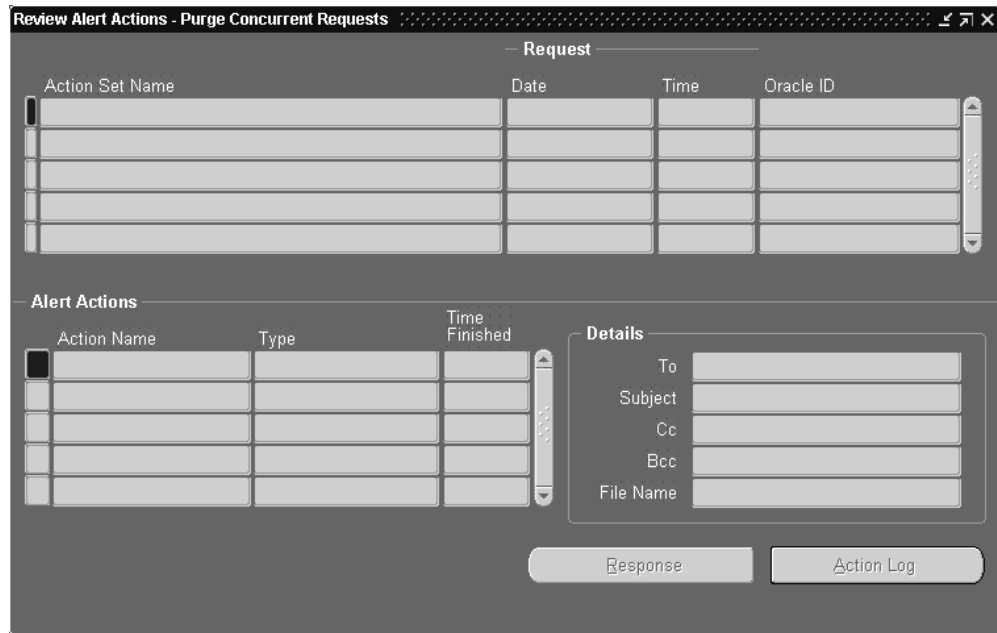 Review Alert Actions - Purge Concurrent Requests
Request
Action Set Name Date Time Oracle ID
Alert Actions
Action Name Type Time Finished
Details
To
Subject
Cc
Bcc
File Name
Response Action Log